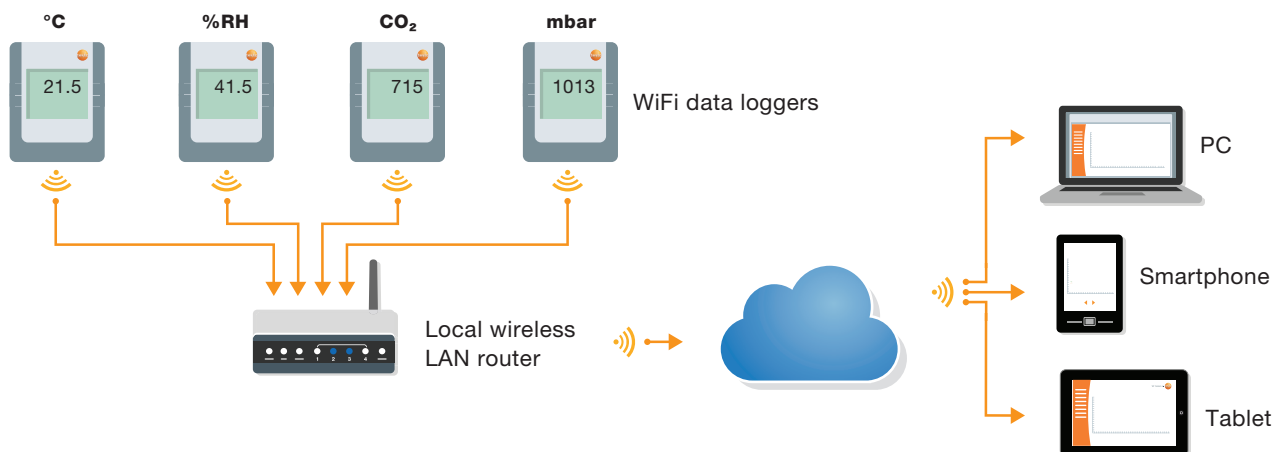 °C
%RH
CO₂
mbar
21.5
41.5
715
1013
WiFi data loggers
PC
Smartphone
Local wireless
LAN router
1 2 3 4
Tablet